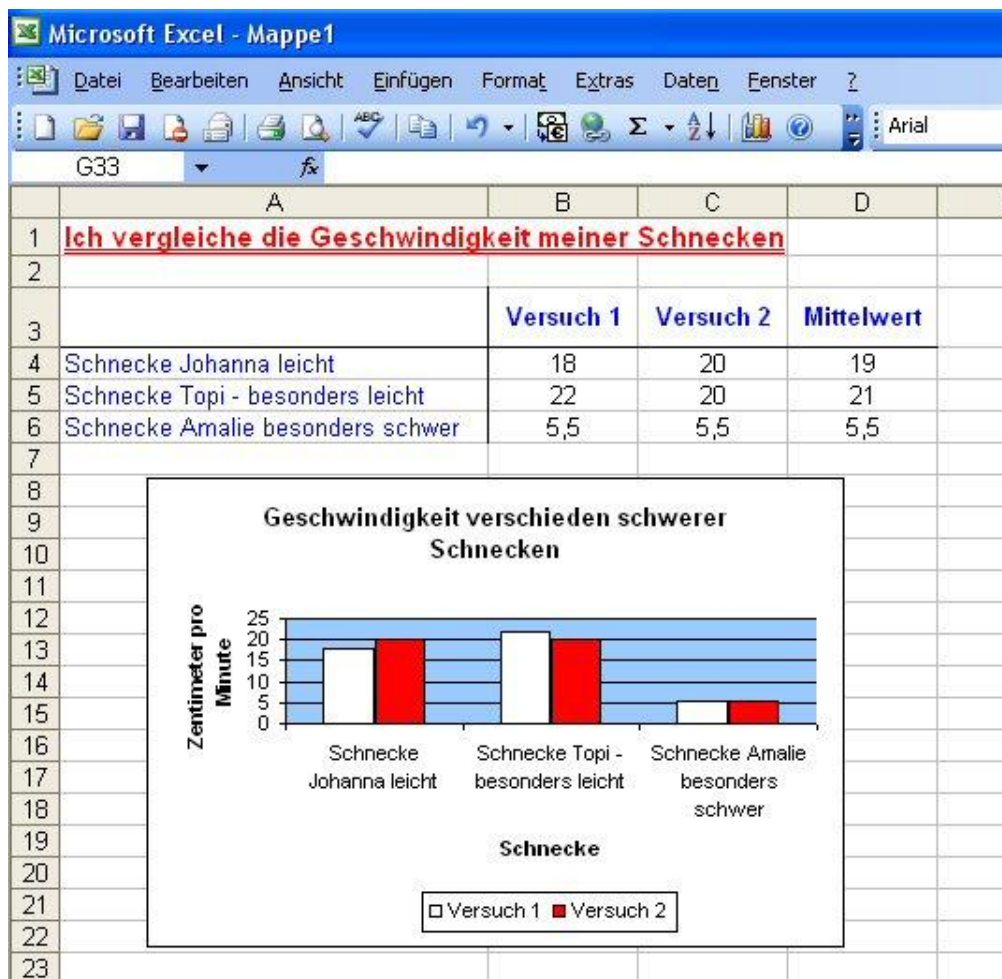 Microsoft Excel - Mappe1
Datei Bearbeiten Ansicht Einfügen Format Extras Daten Fenster ?
ABC Σ A Z Arial
G33 fx
A B C D
1 Ich vergleiche die Geschwindigkeit meiner Schnecken
2
3 Versuch 1 Versuch 2 Mittelwert
4 Schnecke Johanna leicht 18 20 19
5 Schnecke Topi - besonders leicht 22 20 21
6 Schnecke Amalie besonders schwer 5,5 5,5 5,5
7
8
9 Geschwindigkeit verschieden schwerer
10 Schnecken
11
12
13
14
15
16
17
18
19
20
21
22
23
Zentimeter pro
Minute
25
20
15
10
5
0
Schnecke Schnecke Topi - Schnecke Amalie
Johanna leicht besonders leicht besonders
schwer
Schnecke
Versuch 1 Versuch 2